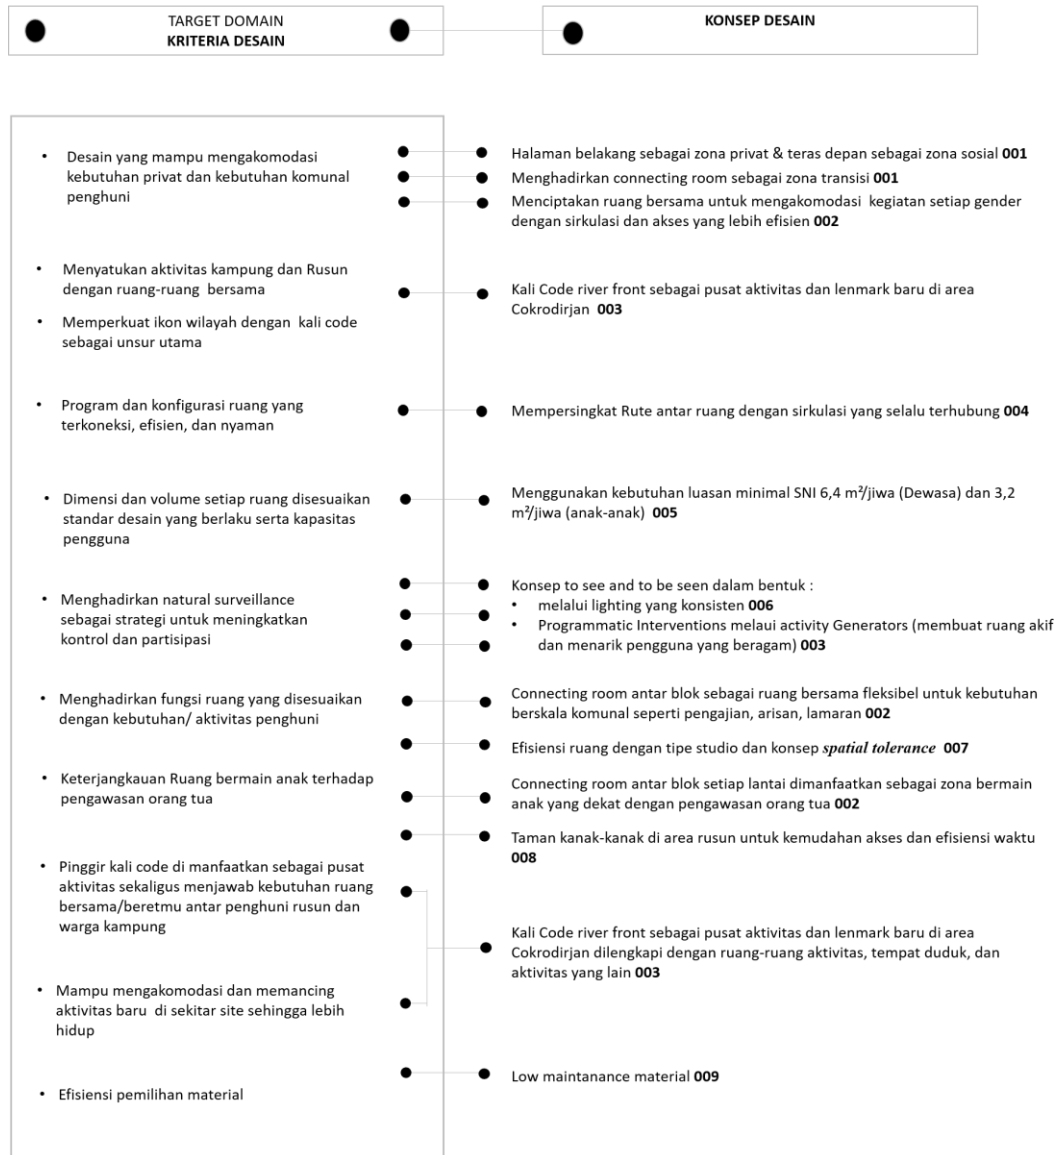 TARGET DOMAIN
KRITERIA DESAIN
KONSEP DESAIN
• Desain yang mampu mengakomodasi
kebutuhan privat dan kebutuhan komunal
penghuni
• Menyatukan aktivitas kampung dan Rusun
dengan ruang-ruang bersama
• Memperkuat ikon wilayah dengan kali code
sebagai unsur utama
• Program dan konfigurasi ruang yang
terkoneksi, efisien, dan nyaman
• Dimensi dan volume setiap ruang disesuaikan
standar desain yang berlaku serta kapasitas
pengguna
• Menghadirkan natural surveillance
sebagai strategi untuk meningkatkan
kontrol dan partisipasi
• Menghadirkan fungsi ruang yang disesuaikan
dengan kebutuhan/ aktivitas penghuni
• Keterjangkauan Ruang bermain anak terhadap
pengawasan orang tua
• Pinggir kali code di manfaatkan sebagai pusat
aktivitas sekaligus menjawab kebutuhan ruang
bersama/beretmu antar penghuni rusun dan
warga kampung
• Mampu mengakomodasi dan memancing
aktivitas baru di sekitar site sehingga lebih
hidup
• Efisiensi pemilihan material
Halaman belakang sebagai zona privat & teras depan sebagai zona sosial 001
Menghadirkan connecting room sebagai zona transisi 001
Menciptakan ruang bersama untuk mengakomodasi kegiatan setiap gender
dengan sirkulasi dan akses yang lebih efisien 002
Kali Code river front sebagai pusat aktivitas dan lenmark baru di area
Cokrodirjan 003
Mempersingkat Rute antar ruang dengan sirkulasi yang selalu terhubung 004
Menggunakan kebutuhan luasan minimal SNI 6,4 m²/jiwa (Dewasa) dan 3,2
m²/jiwa (anak-anak) 005
Konsep to see and to be seen dalam bentuk :
• melalui lighting yang konsisten 006
• Programmatic Interventions melaui activity Generators (membuat ruang akif
dan menarik pengguna yang beragam) 003
Connecting room antar blok sebagai ruang bersama fleksibel untuk kebutuhan
berskala komunal seperti pengajian, arisan, lamaran 002
Efisiensi ruang dengan tipe studio dan konsep spatial tolerance 007
Connecting room antar blok setiap lantai dimanfaatkan sebagai zona bermain
anak yang dekat dengan pengawasan orang tua 002
Taman kanak-kanak di area rusun untuk kemudahan akses dan efisiensi waktu
008
Kali Code river front sebagai pusat aktivitas dan lenmark baru di area
Cokrodirjan dilengkapi dengan ruang-ruang aktivitas, tempat duduk, dan
aktivitas yang lain 003
Low maintanance material 009